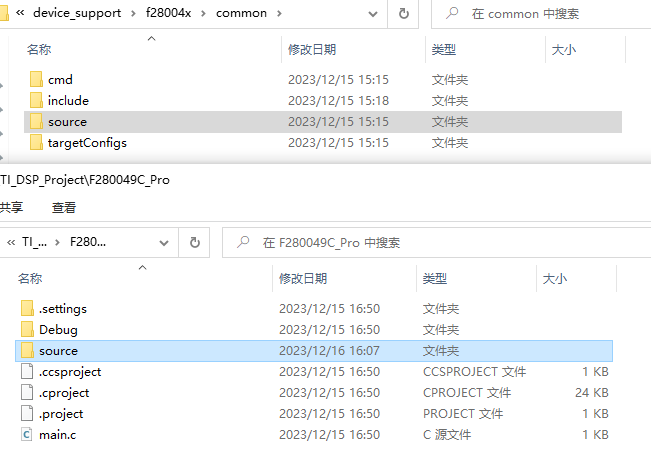 « device_support › f28004x › common › 在 common 中搜索
名称 修改日期 类型 大小
cmd 2023/12/15 15:15 文件夹
include 2023/12/15 15:18 文件夹
source 2023/12/15 15:15 文件夹
targetConfigs 2023/12/15 15:15 文件夹
TI_DSP_Project\F280049C_Pro
共享 查看
« TI_... › F280... 在 F280049C_Pro 中搜索
名称 修改日期 类型 大小
.settings 2023/12/15 16:50 文件夹
Debug 2023/12/15 16:50 文件夹
source 2023/12/16 16:07 文件夹
.ccsproject 2023/12/15 16:50 CCSPROJECT 文件 1 KB
.cproject 2023/12/15 16:50 CPROJECT 文件 24 KB
.project 2023/12/15 16:50 PROJECT 文件 1 KB
main.c 2023/12/15 16:50 C 源文件 1 KB